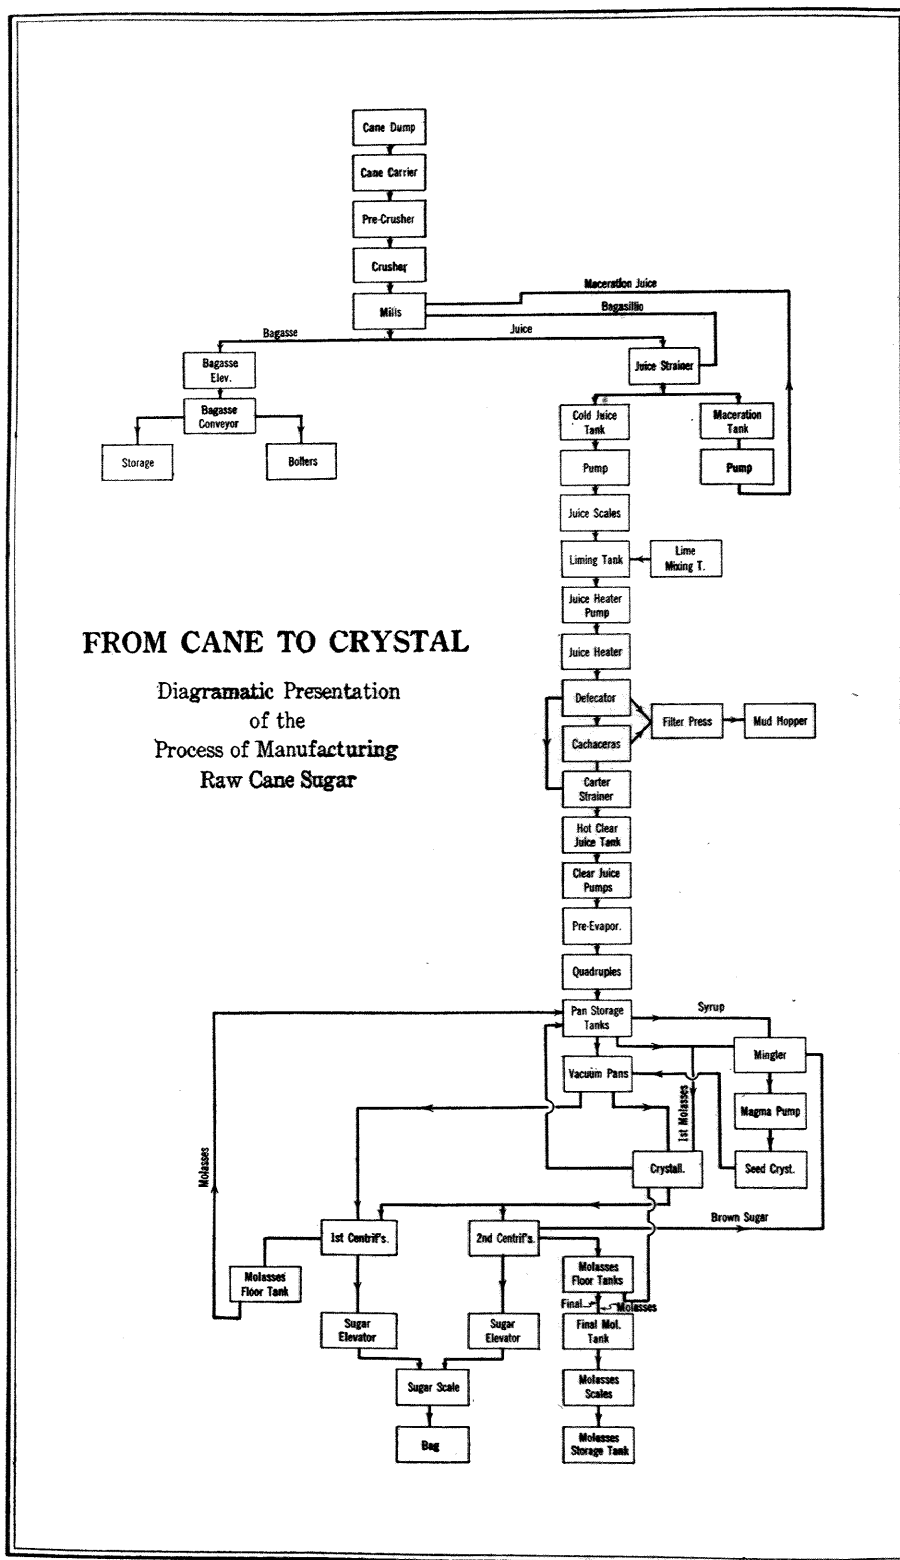 Cane Dump
Cane Carrier
Pre-Crusher
Crusher
Mills
Maceration Juice
Bagasillio
Bagasse
Juice
Bagasse
Elev.
Juice Strainer
Bagasse
Conveyor
Storage
Boilers
Cold Juice
Tank
Maceration
Tank
Pump
Pump
Juice Scales
Liming Tank
Lime
Mixing T.
Juice Heater
Pump
Juice Heater
FROM CANE TO CRYSTAL
Diagramatic Presentation
of the
Process of Manufacturing
Raw Cane Sugar
Defecator
Filter Press
Mud Hopper
Cachaceras
Carter
Strainer
Hot Clear
Juice Tank
Clear Juice
Pumps
Pre-Evapor.
Quadruples
Pan Storage
Tanks
Syrup
Mingler
Vacuum Pans
1st Molasses
Magma Pump
Molasses
Crystall.
Seed Cryst.
Brown Sugar
1st Centrif's.
2nd Centrif's.
Molasses
Floor Tank
Molasses
Floor Tanks
Final
Molasses
Sugar
Elevator
Sugar
Elevator
Final Mol.
Tank
Sugar Scale
Molasses
Scales
Bag
Molasses
Storage Tank